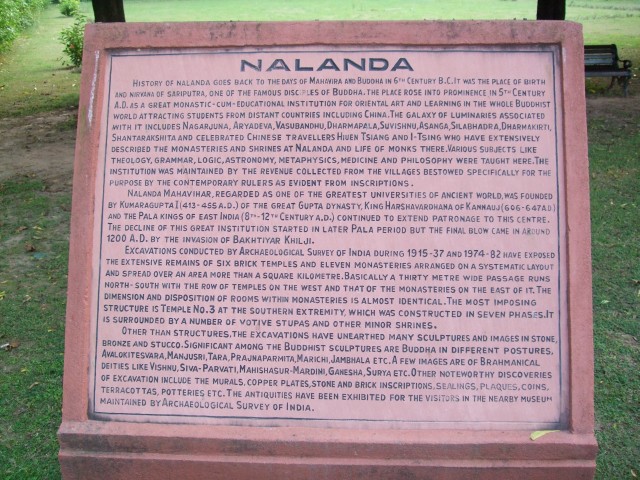 NALANDA
HISTORY OF NALANDA GOES BACK TO THE DAYS OF MAHAVIRA AND BUDDHA IN 6TH CENTURY B.C. IT WAS THE PLACE OF BIRTH
AND NIRVANA OF SARIPUTRA, ONE OF THE FAMOUS DISCIPLES OF BUDDHA. THE PLACE ROSE INTO PROMINENCE IN 5TH CENTURY
A.D. AS A GREAT MONASTIC-CUM-EDUCATIONAL INSTITUTION FOR ORIENTAL ART AND LEARNING IN THE WHOLE BUDDHIST
WORLD AT TRACTING STUDENTS FROM DISTANT COUNTRIES INCLUDING CHINA. THE GALAXY OF LUMINARIES ASSOCIATED
WITH IT INCLUDES NAGARJUNA, ARYADEVA, VASUBANDHU, DHARMAPALA, SUVISHNU, ASANGA, SILABHADRA, DHARMAKIRTI,
SHANTARAKSHITA AND CELEBRATED CHINESE TRAVELLERS HIUEN TSIANG AND I-TSING WHO HAVE EXTENSIVELY
DESCRIBED THE MONASTERIES AND SHRINES AT NALANDA AND LIFE OF MONKS THERE. VARIOUS SUBJECTS LIKE
THEOLOGY, GRAMMAR, LOGIC, ASTRONOMY, METAPHYSICS, MEDICINE AND PHILOSOPHY WERE TAUGHT HERE. THE
INSTITUTION WAS MAINTAINED BY THE REVENUE COLLECTED FROM THE VILLAGES BESTOWED SPECIFICALLY FOR THE
PURPOSE BY THE CONTEMPORARY RULERS AS EVIDENT FROM INSCRIPTIONS.
NALANDA MAHAVIHAR, REGARDED AS ONE OF THE GREATEST UNIVERSITIES OF ANCIENT WORLD, WAS FOUNDED
BY KUMARAGUPTA I (413-455 A.D.) OF THE GREAT GUPTA DYNASTY. KING HARSHAVARDHANA OF KANNAUJ (606-647AD)
AND THE PALA KINGS OF EAST INDIA (8TH-12TH CENTURY A.D.) CONTINUED TO EXTEND PATRONAGE TO THIS CENTRE.
THE DECLINE OF THIS GREAT INSTITUTION STARTED IN LATER PALA PERIOD BUT THE FINAL BLOW CAME IN AROUND
1200 A.D. BY THE INVASION OF BAKHTIYAR KHILJI.
EXCAVATIONS CONDUCTED BY ARCHAEOLOGICAL SURVEY OF INDIA DURING 1915-37 AND 1974-82 HAVE EXPOSED
THE EXTENSIVE REMAINS OF SIX BRICK TEMPLES AND ELEVEN MONASTERIES ARRANGED ON A SYSTEMATIC LAYOUT
AND SPREAD OVER AN AREA MORE THAN A SQUARE KILOMETRE. BASICALLY A THIRTY METRE WIDE PASSAGE RUNS
NORTH-SOUTH WITH THE ROW OF TEMPLES ON THE WEST AND THAT OF THE MONASTERIES ON THE EAST OF IT. THE
DIMENSION AND DISPOSITION OF ROOMS WITHIN MONASTERIES IS ALMOST IDENTICAL. THE MOST IMPOSING
STRUCTURE IS TEMPLE NO.3 AT THE SOUTHERN EXTREMITY, WHICH WAS CONSTRUCTED IN SEVEN PHASES. IT
IS SURROUNDED BY A NUMBER OF VOTIVE STUPAS AND OTHER MINOR SHRINES.
OTHER THAN STRUCTURES, THE EXCAVATIONS HAVE UNEARTHED MANY SCULPTURES AND IMAGES IN STONE,
BRONZE AND STUCCO. SIGNIFICANT AMONG THE BUDDHIST SCULPTURES ARE BUDDHA IN DIFFERENT POSTURES,
AVALOKITESVARA, MANJUSRI, TARA, PRAJNAPARMITA, MARICHI, JAMBHALA ETC. A FEW IMAGES ARE OF BRAHMANICAL
DEITIES LIKE VISHNU, SIVA-PARVATI, MAHISHASUR-MARDINI, GANESHA, SURYA ETC. OTHER NOTEWORTHY DISCOVERIES
OF EXCAVATION INCLUDE THE MURALS, COPPER PLATES, STONE AND BRICK INSCRIPTIONS, SEALINGS, PLAQUES, COINS,
TERRACOTTAS, POTTERIES ETC. THE ANTIQUITIES HAVE BEEN EXHIBITED FOR THE VISITORS IN THE NEARBY MUSEUM
MAINTAINED BY ARCHAEOLOGICAL SURVEY OF INDIA.